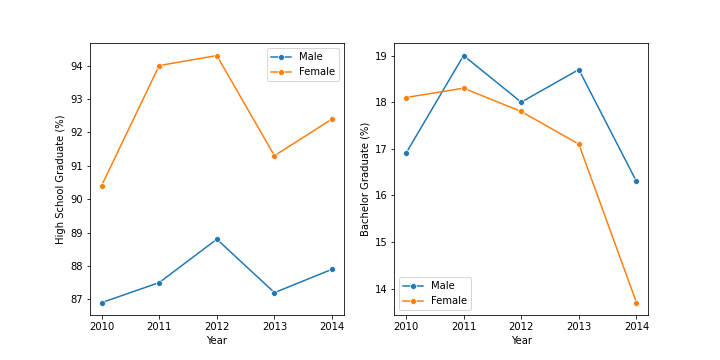 High School Graduate (%)
94
93
92
91
90
89
88
87
Male
Female
2010 2011 2012 2013 2014
Year
Bachelor Graduate (%)
19
18
17
16
15
14
Male
Female
2010 2011 2012 2013 2014
Year